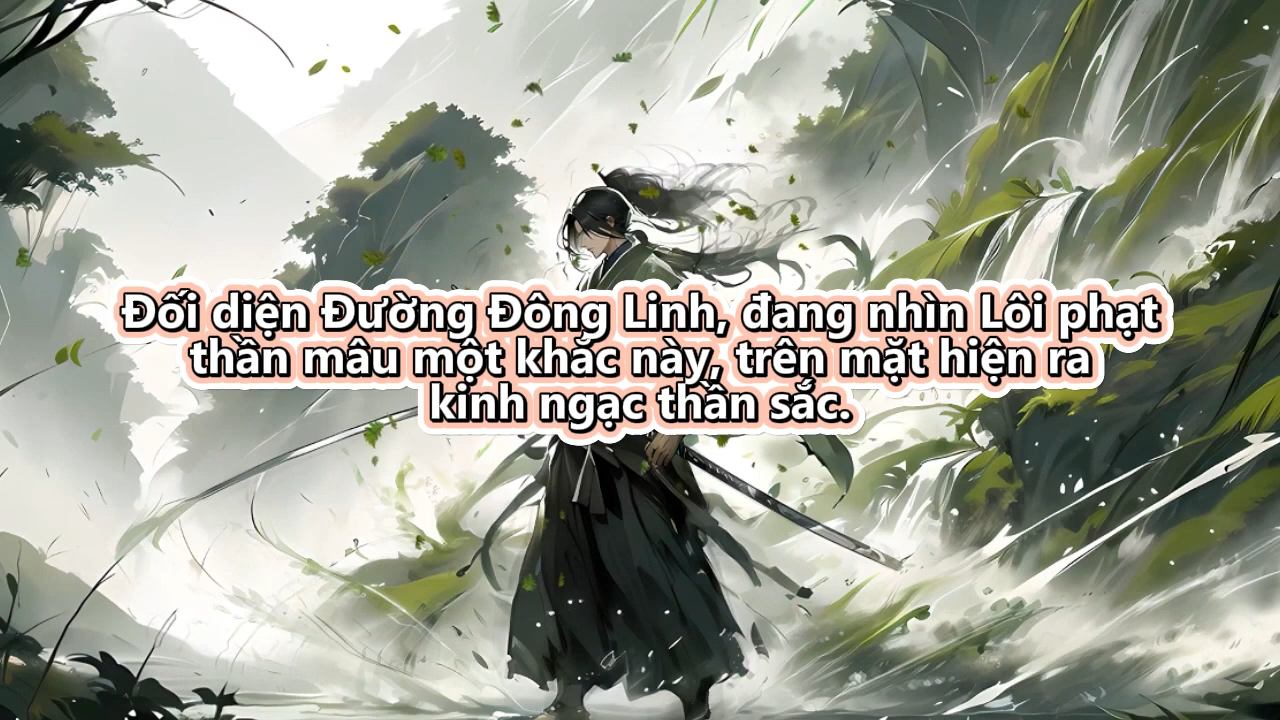 Đối diện Đường Đông Linh, đang nhìn Lôi phạt
thần mâu một khắc này, trên mặt hiện ra
kinh ngạc thần sắc.